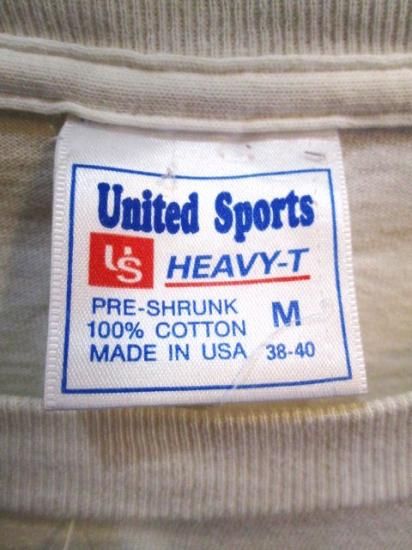 United Sports
US HEAVY-T
PRE-SHRUNK M
100% COTTON
MADE IN USA 38-40